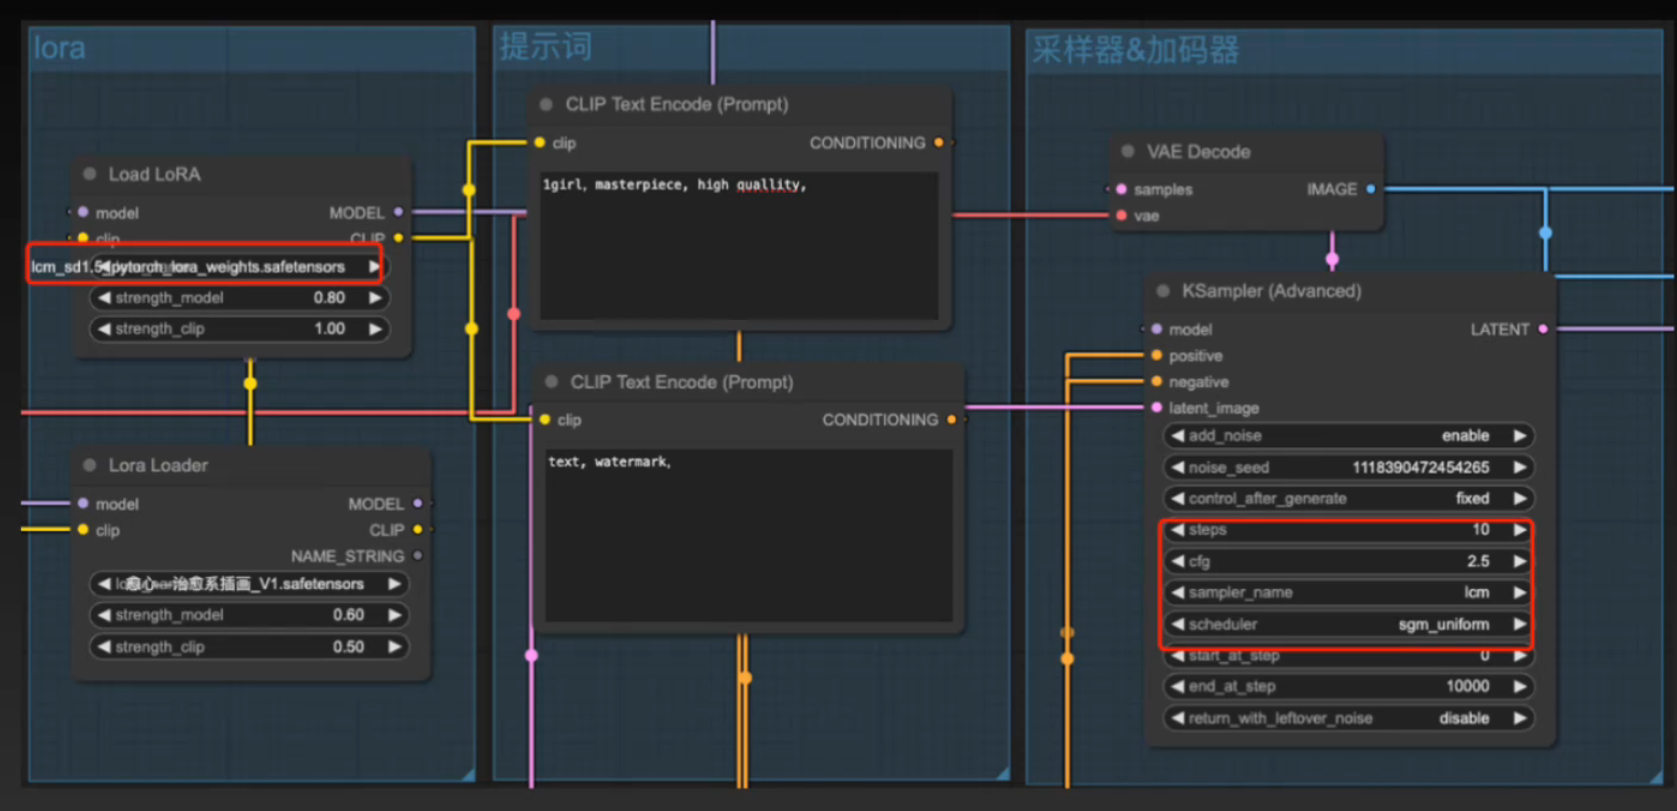 lora
Load LoRA
model MODEL
clip CLIP
lcm_sd1.5_pytorch_lora_weights.safetensors
strength_model 0.80
strength_clip 1.00
Lora Loader
model MODEL
clip CLIP
NAME_STRING
愈心一治愈系插画_V1.safetensors
strength_model 0.60
strength_clip 0.50
提示词
CLIP Text Encode (Prompt)
clip CONDITIONING
1girl, masterpiece, high quallity,
CLIP Text Encode (Prompt)
clip CONDITIONING
text, watermark,
采样器&加码器
VAE Decode
samples IMAGE
vae
KSampler (Advanced)
model LATENT
positive
negative
latent_image
add_noise enable
noise_seed 1118390472454265
control_after_generate fixed
steps 10
cfg 2.5
sampler_name lcm
scheduler sgm_uniform
start_at_step 0
end_at_step 10000
return_with_leftover_noise disable